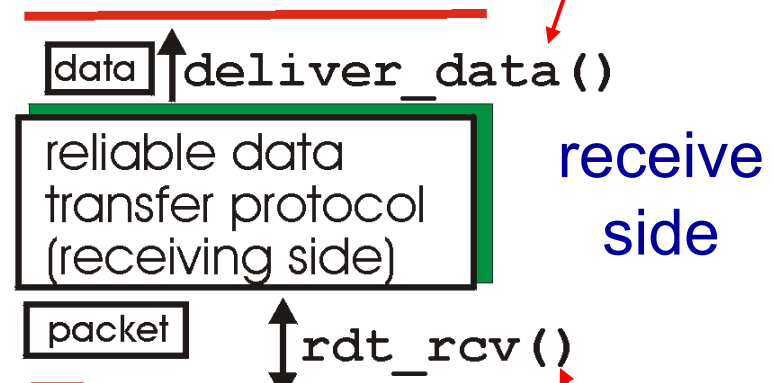 data deliver_data()
reliable data
transfer protocol
(receiving side)
receive
side
packet rdt_rcv()